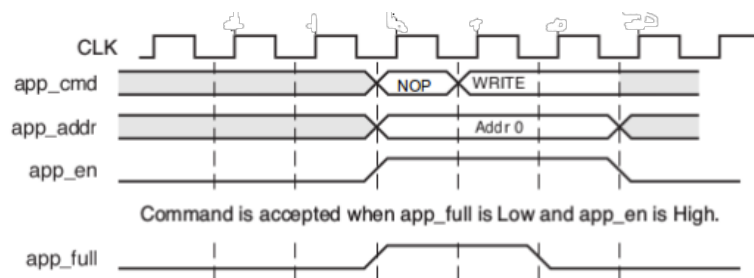 CLK
app_cmd NOP WRITE
app_addr Addr 0
app_en
Command is accepted when app_full is Low and app_en is High.
app_full